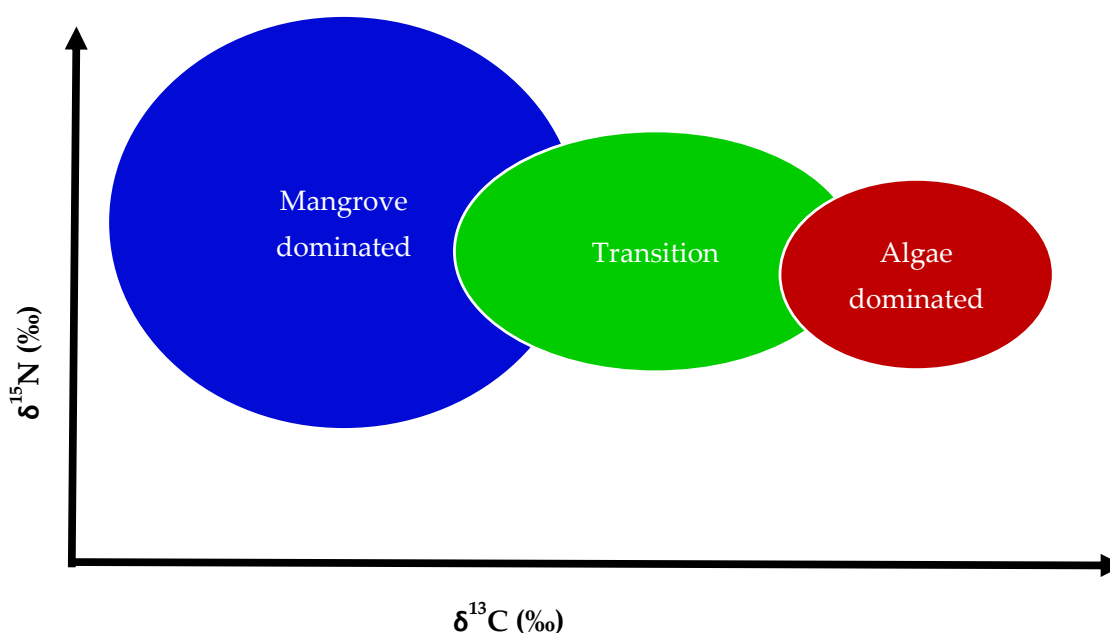 Mangrove
dominated
Transition
Algae
dominated
δ¹⁵N (‰)
δ¹³C (‰)